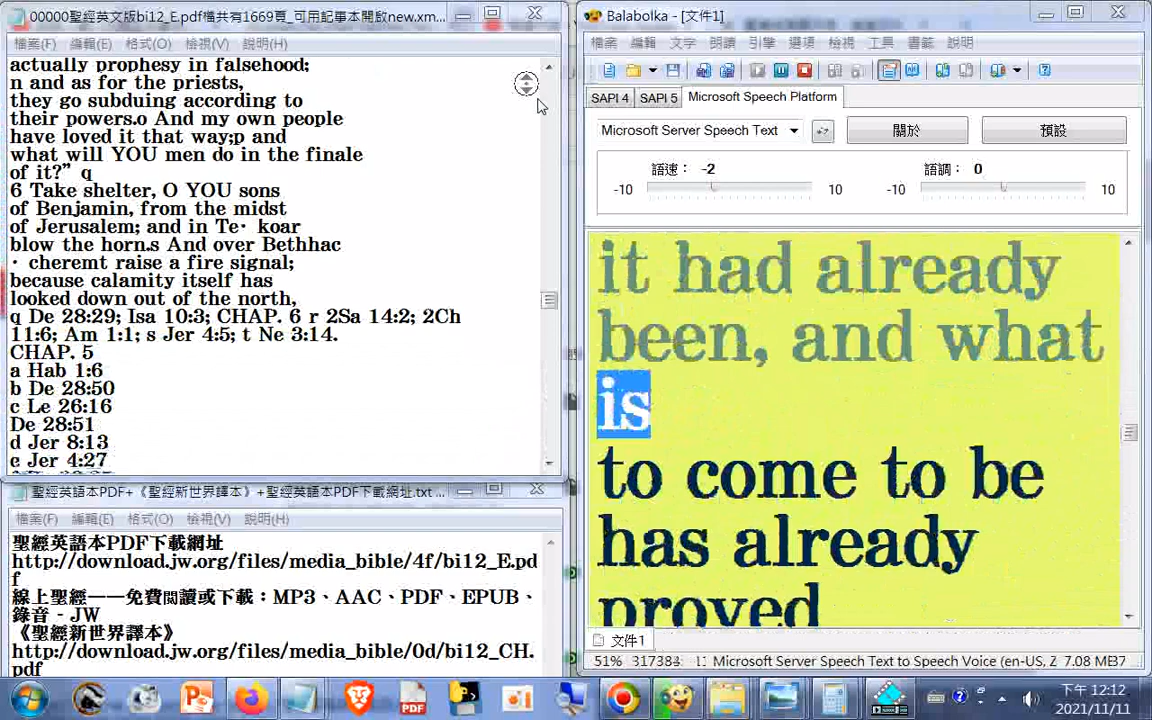 00000聖經英文版bi12_E.pdf檔共有1669頁_可用記事本開啟new.xm...
檔案(F) 編輯(E) 格式(O) 檢視(V) 說明(H)
actually prophesy in falsehood;
n and as for the priests,
they go subduing according to
their powers.o And my own people
have loved it that way;p and
what will YOU men do in the finale
of it?” q
6 Take shelter, O YOU sons
of Benjamin, from the midst
of Jerusalem; and in Te· koar
blow the horn.s And over Bethhac
· cheremt raise a fire signal;
because calamity itself has
looked down out of the north,
q De 28:29; Isa 10:3; CHAP. 6 r 2Sa 14:2; 2Ch
11:6; Am 1:1; s Jer 4:5; t Ne 3:14.
CHAP. 5
a Hab 1:6
b De 28:50
c Le 26:16
De 28:51
d Jer 8:13
e Jer 4:27
聖經英語本PDF+《聖經新世界譯本》+聖經英語本PDF下載網址.txt ...
檔案(F) 編輯(E) 格式(O) 檢視(V) 說明(H)
聖經英語本PDF下載網址
http://download.jw.org/files/media_bible/4f/bi12_E.pd
f
線上聖經——免費閱讀或下載：MP3、AAC、PDF、EPUB、
錄音 - JW
《聖經新世界譯本》
http://download.jw.org/files/media_bible/0d/bi12_CH.
pdf
Balabolka - [文件1]
檔案 編輯 文字 朗讀 引擎 選項 檢視 工具 書籤 說明
SAPI 4 SAPI 5 Microsoft Speech Platform
Microsoft Server Speech Text 關於 預設
語速： -2 語調： 0
-10 10 -10 10
it had already
been, and what
is
to come to be
has already
proved
文件1
51% 317384 Microsoft Server Speech Text to Speech Voice (en-US, Z 7.08 MB
下午 12:12
2021/11/11